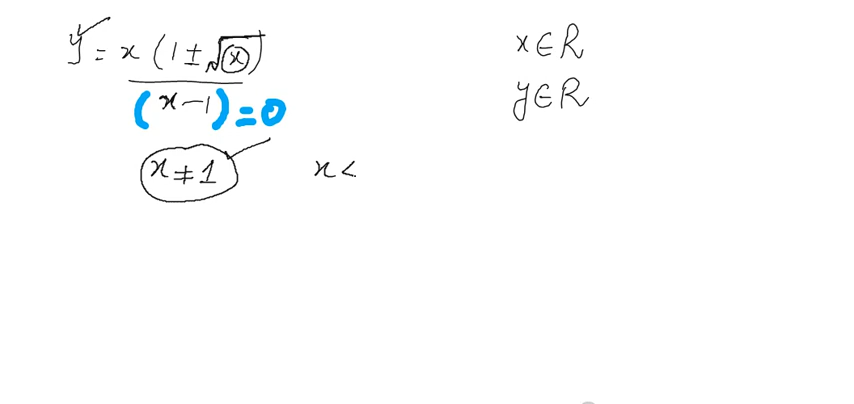 y = x (1 ± √x) / (x − 1) = 0
x ∈ R
y ∈ R
x ≠ 1
x <